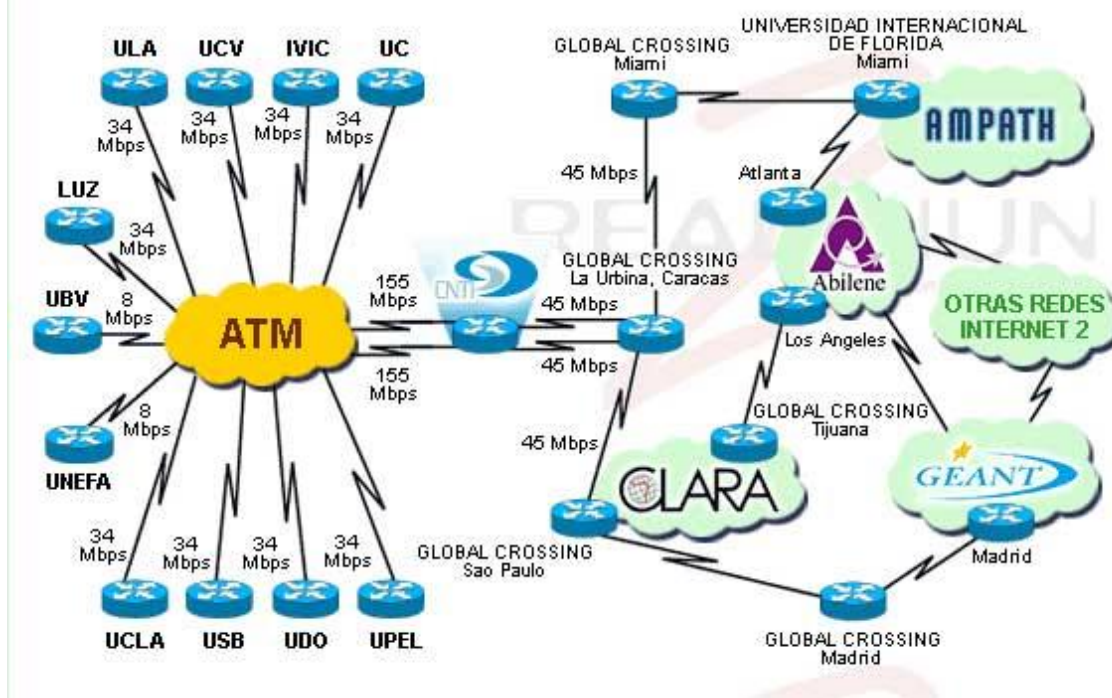 ULA
UCV
IVIC
UC
34
Mbps
34
Mbps
34
Mbps
34
Mbps
LUZ
34
Mbps
UBV
8
Mbps
UNEFA
8
Mbps
ATM
155
Mbps
155
Mbps
CNTI
45 Mbps
45 Mbps
34
Mbps
34
Mbps
34
Mbps
34
Mbps
UCLA
USB
UDO
UPEL
GLOBAL CROSSING
Miami
UNIVERSIDAD INTERNACIONAL
DE FLORIDA
Miami
AMPATH
45 Mbps
Atlanta
GLOBAL CROSSING
La Urbina, Caracas
Abilene
Los Angeles
OTRAS REDES
INTERNET 2
GLOBAL CROSSING
Tijuana
45 Mbps
CLARA
GEANT
GLOBAL CROSSING
Sao Paulo
Madrid
GLOBAL CROSSING
Madrid